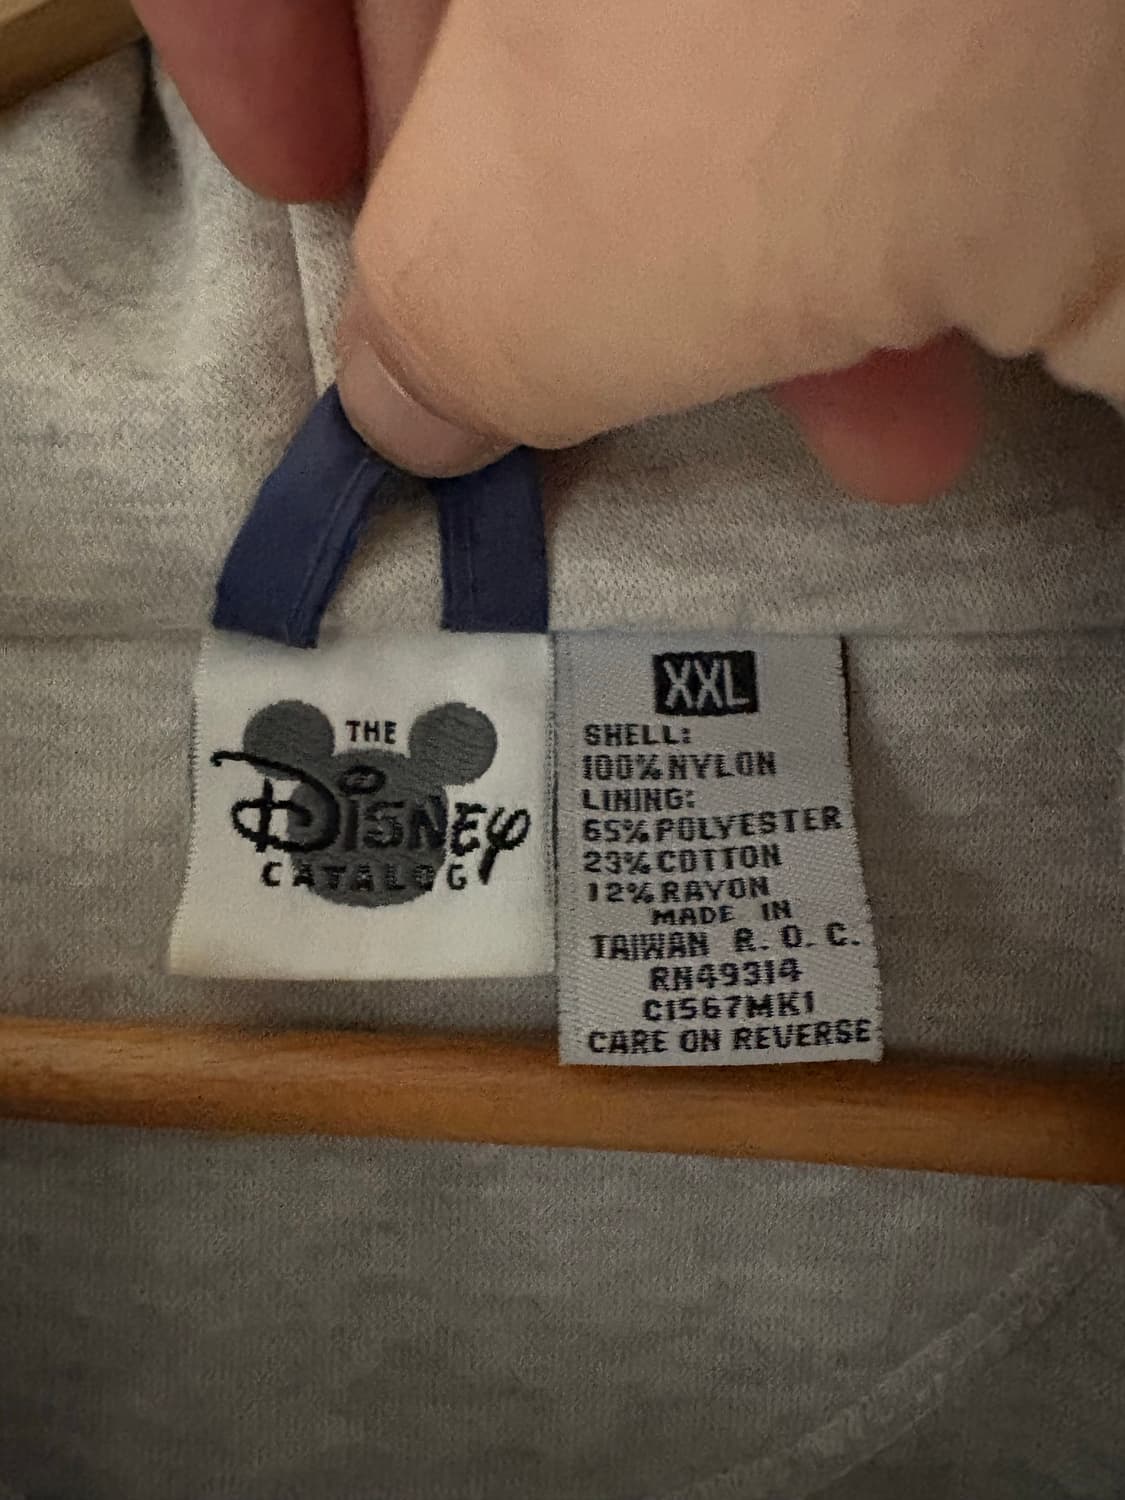 THE
Disney
CATALOG
XXL
SHELL:
100% NYLON
LINING:
65% POLYESTER
23% COTTON
12% RAYON
MADE IN
TAIWAN R. O. C.
RN49314
C1567MK1
CARE ON REVERSE